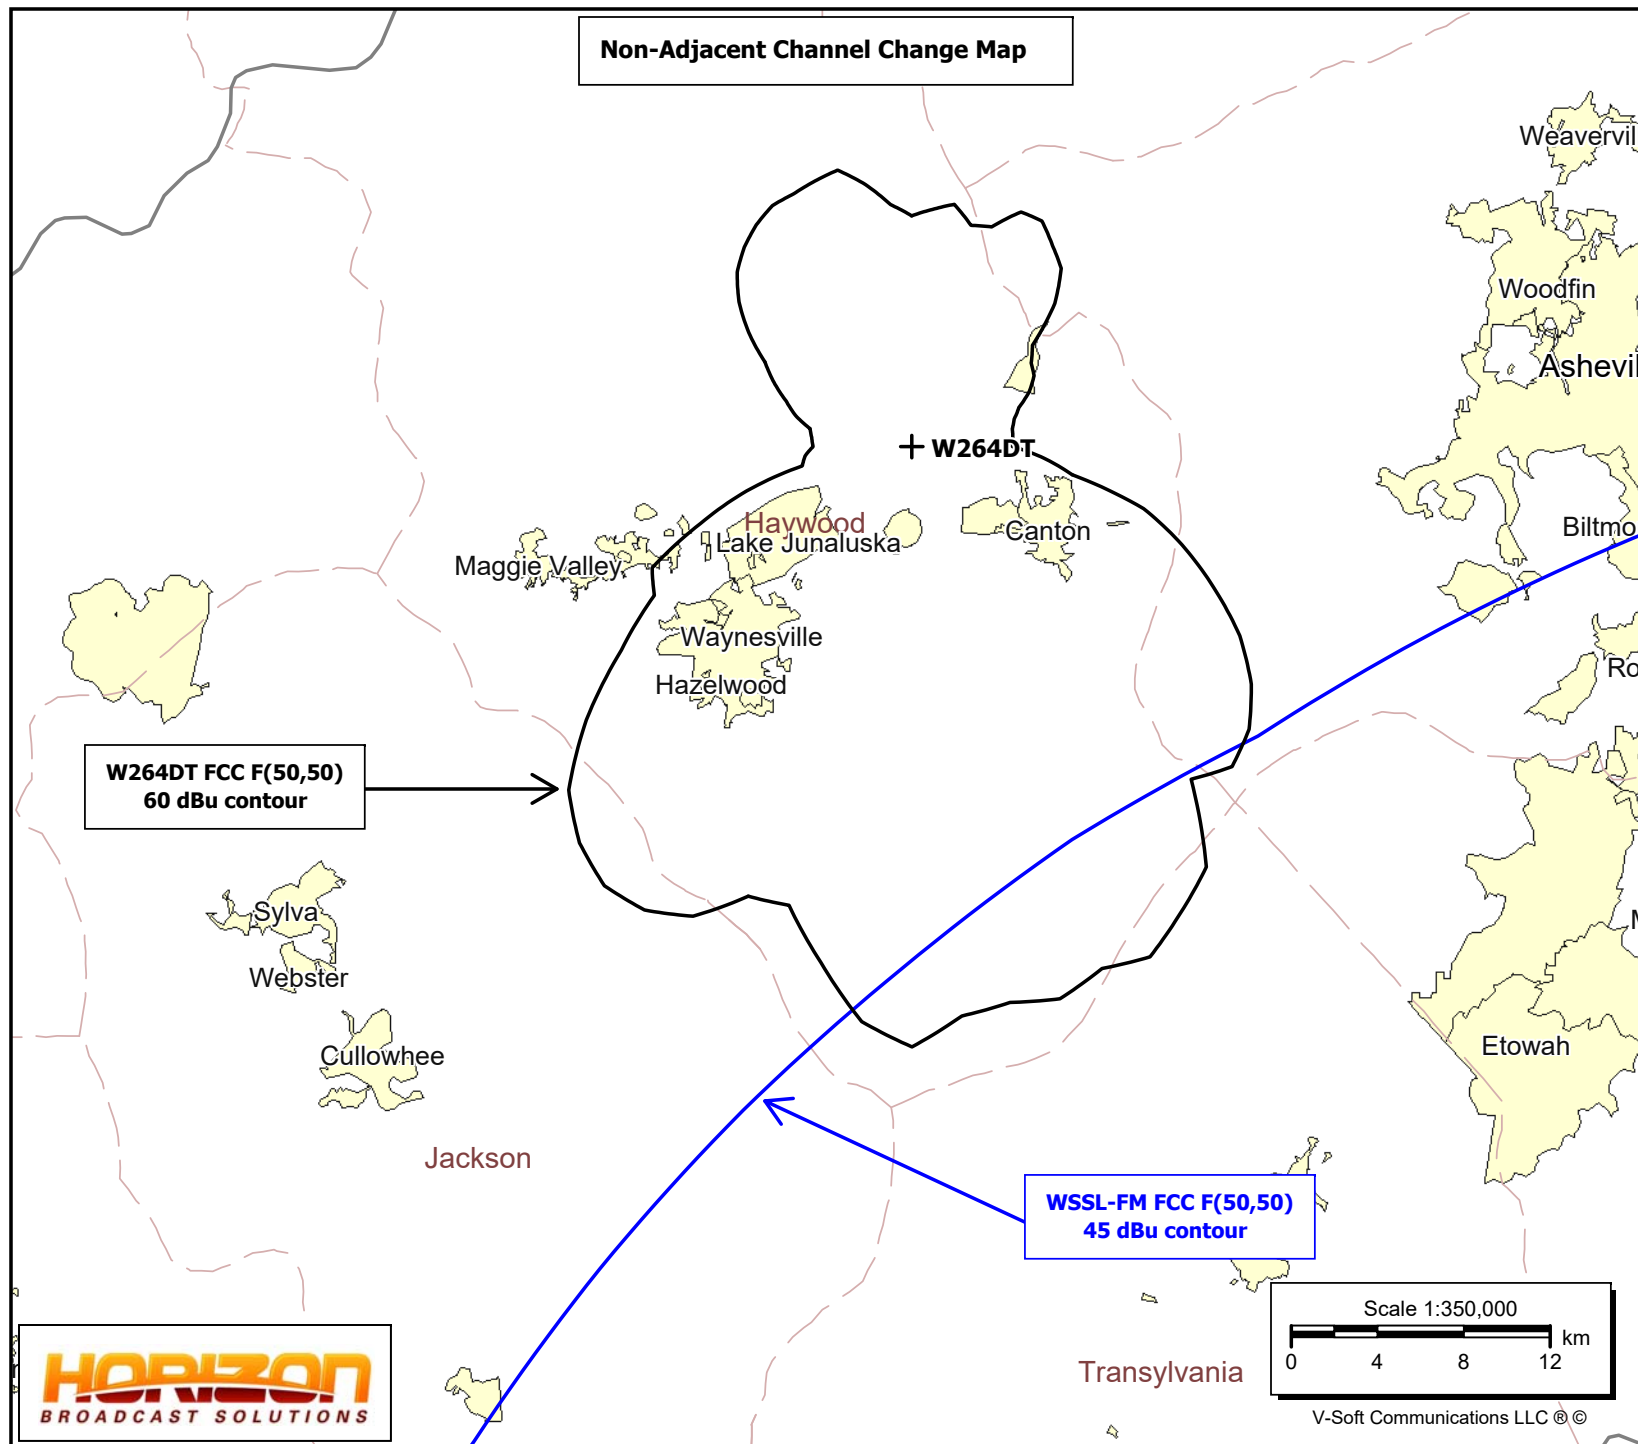 Non-Adjacent Channel Change Map
Weavervil
Woodfin
Ashevil
W264DT
Haywood
Canton
Biltmo
Lake Junaluska
Maggie Valley
Waynesville
Ro
Hazelwood
W264DT FCC F(50,50)
60 dBu contour
Sylva
M
Webster
Etowah
Cullowhee
Jackson
WSSL-FM FCC F(50,50)
45 dBu contour
Scale 1:350,000
km
0 4 8 12
HORIZON
BROADCAST SOLUTIONS
Transylvania
V-Soft Communications LLC ® ©